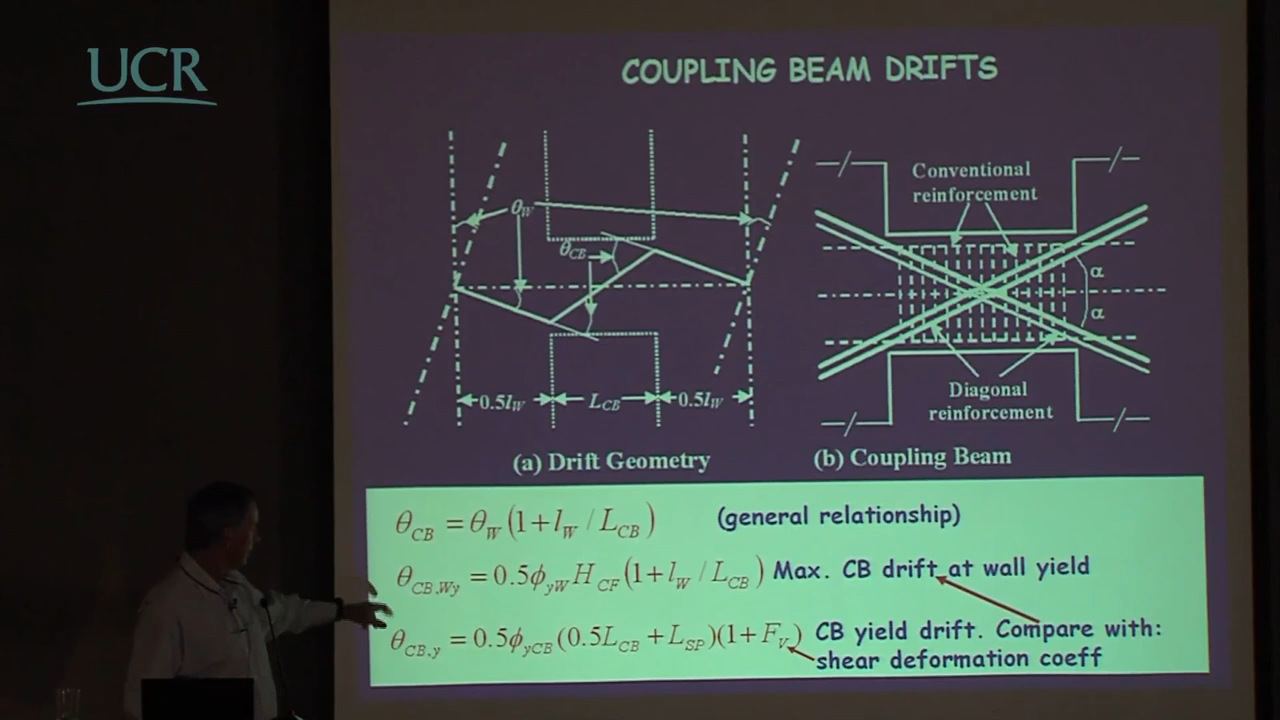 UCR
COUPLING BEAM DRIFTS
Conventional
reinforcement
θW
θCB
α
α
Diagonal
reinforcement
0.5lW
LCB
0.5lW
(a) Drift Geometry
(b) Coupling Beam
θCB = θW (1+lW / LCB) (general relationship)
θCB,Wy = 0.5ϕyW HCF (1+lW / LCB) Max. CB drift at wall yield
θCB,y = 0.5ϕyCB (0.5LCB + LSP)(1+FV) CB yield drift. Compare with:
shear deformation coeff